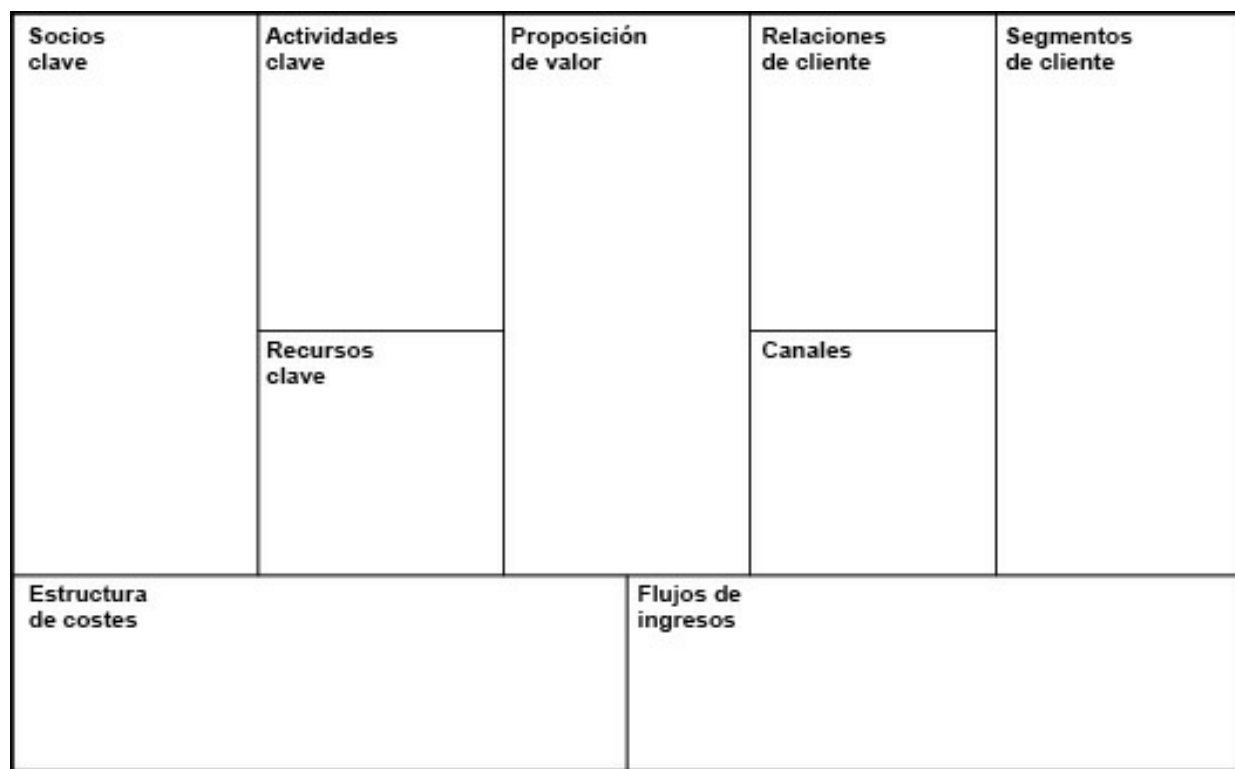 Socios
clave
Actividades
clave
Proposición
de valor
Relaciones
de cliente
Segmentos
de cliente
Recursos
clave
Canales
Estructura
de costes
Flujos de
ingresos